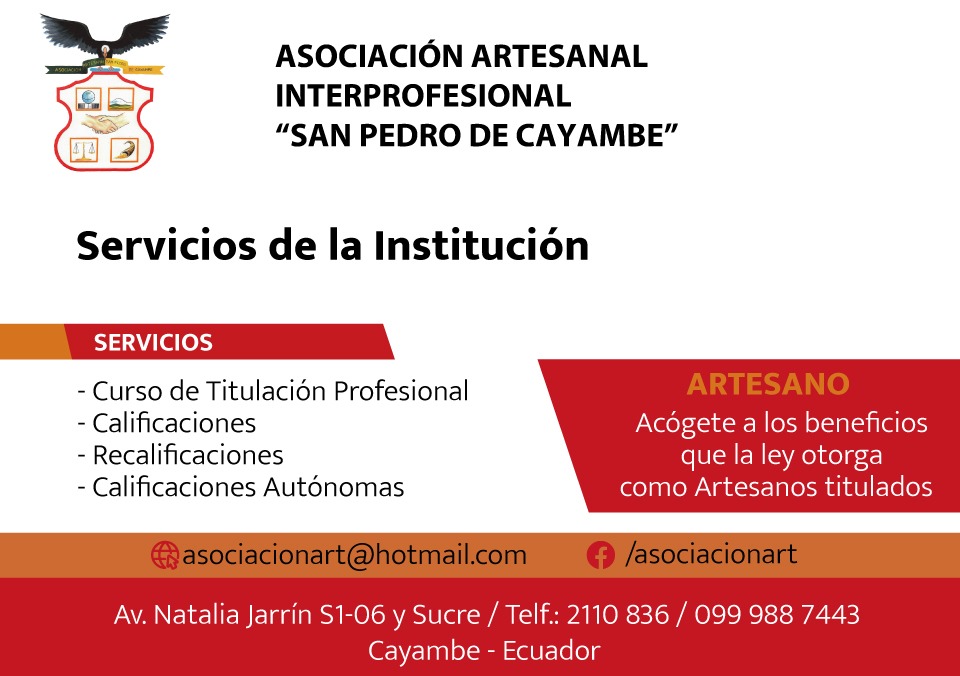 ASOCIACIÓN ARTESANAL
INTERPROFESIONAL
“SAN PEDRO DE CAYAMBE”
Servicios de la Institución
SERVICIOS
- Curso de Titulación Profesional
- Calificaciones
- Recalificaciones
- Calificaciones Autónomas
ARTESANO
Acógete a los beneficios
que la ley otorga
como Artesanos titulados
asociacionart@hotmail.com
/asociacionart
Av. Natalia Jarrín S1-06 y Sucre / Telf.: 2110 836 / 099 988 7443
Cayambe - Ecuador